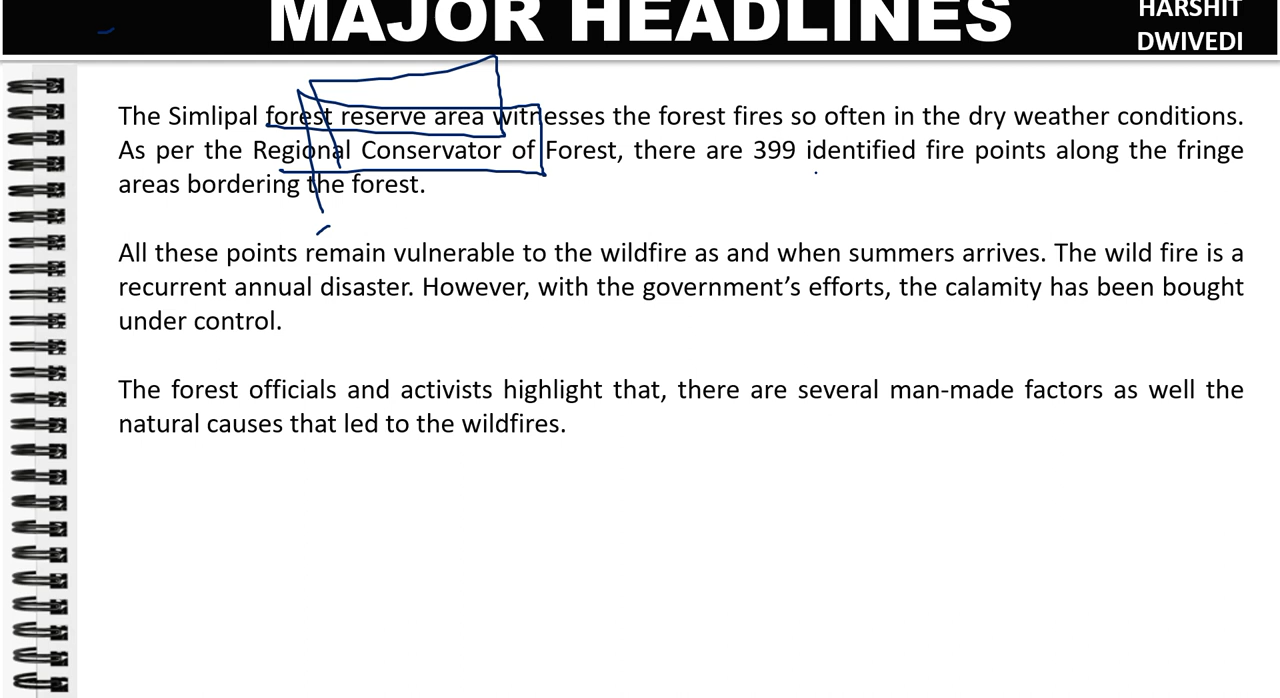 MAJOR HEADLINES
HARSHIT
DWIVEDI
The Simlipal forest reserve area witnesses the forest fires so often in the dry weather conditions.
As per the Regional Conservator of Forest, there are 399 identified fire points along the fringe
areas bordering the forest.
All these points remain vulnerable to the wildfire as and when summers arrives. The wild fire is a
recurrent annual disaster. However, with the government’s efforts, the calamity has been bought
under control.
The forest officials and activists highlight that, there are several man-made factors as well the
natural causes that led to the wildfires.